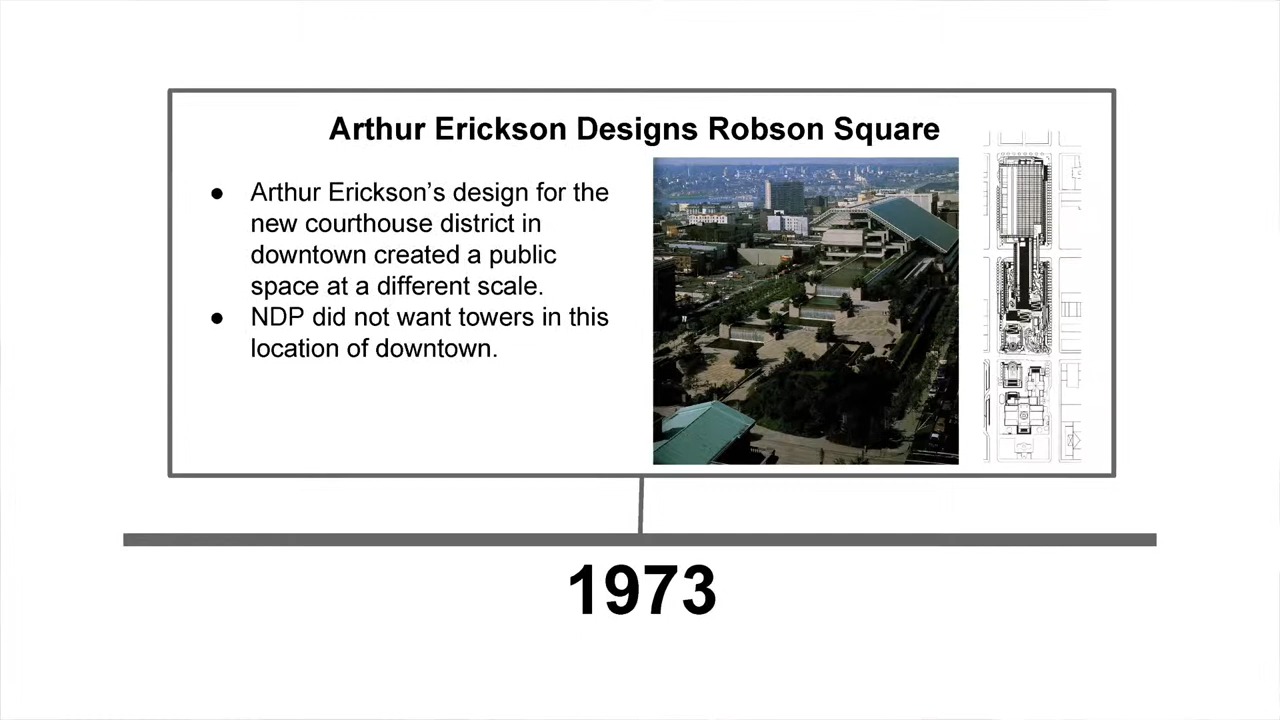 Arthur Erickson Designs Robson Square
● Arthur Erickson’s design for the
new courthouse district in
downtown created a public
space at a different scale.
● NDP did not want towers in this
location of downtown.
1973